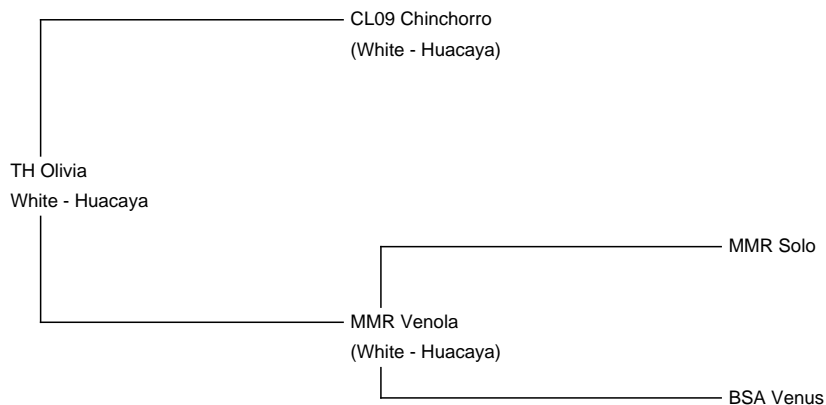 CL09 Chinchorro
(White - Huacaya)
TH Olivia
White - Huacaya
MMR Solo
MMR Venola
(White - Huacaya)
BSA Venus